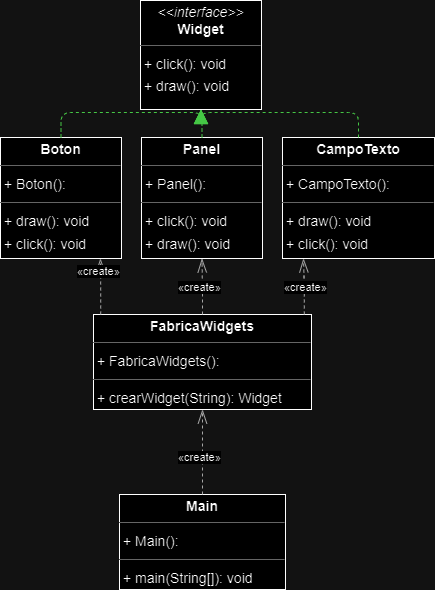 <<interface>>
Widget
+ click(): void
+ draw(): void
Boton
+ Boton():
+ draw(): void
+ click(): void
Panel
+ Panel():
+ click(): void
+ draw(): void
CampoTexto
+ CampoTexto():
+ draw(): void
+ click(): void
«create»
«create»
«create»
FabricaWidgets
+ FabricaWidgets():
+ crearWidget(String): Widget
«create»
Main
+ Main():
+ main(String[]): void